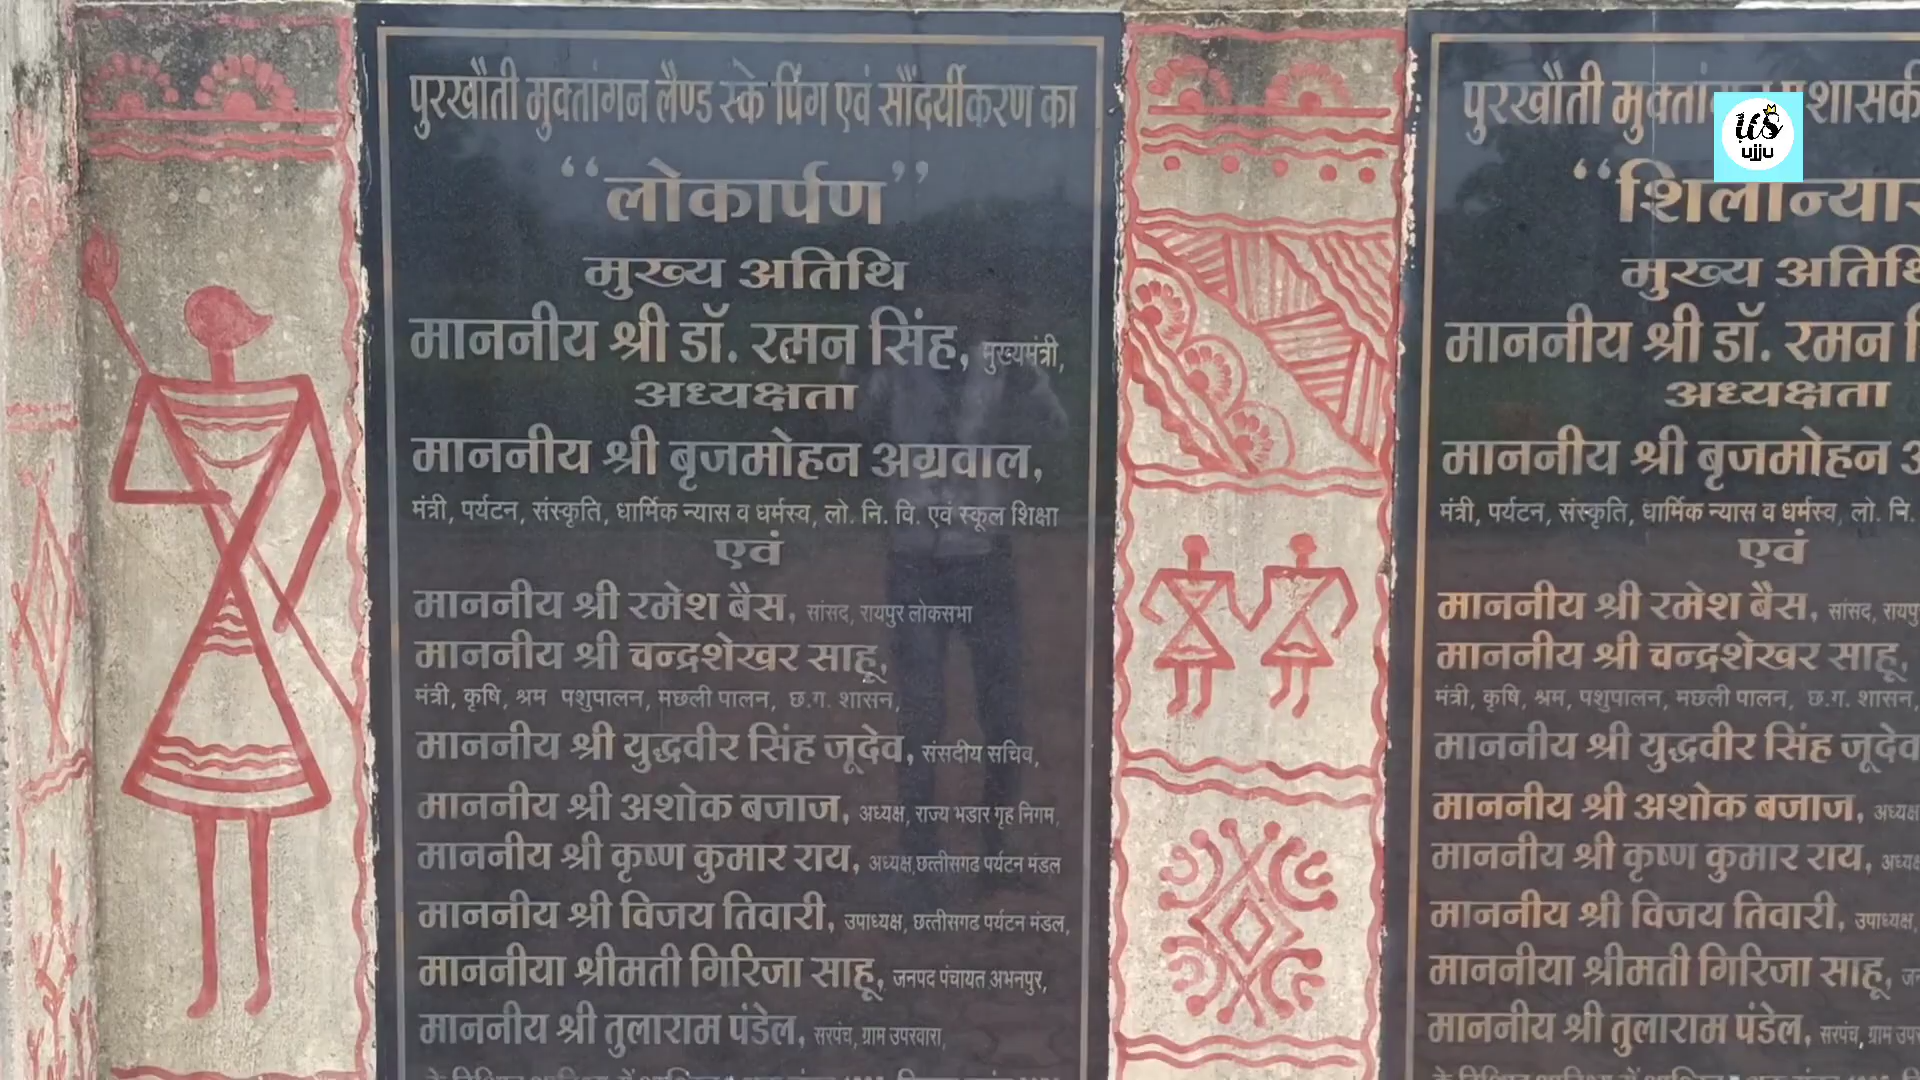 पुरखौती मुक्तांगन लैण्ड स्के पिंग एवं सौंदर्यीकरण का
“लोकार्पण”
मुख्य अतिथि
माननीय श्री डॉ. रमन सिंह, मुख्यमंत्री,
अध्यक्षता
माननीय श्री बृजमोहन अग्रवाल,
मंत्री, पर्यटन, संस्कृति, धार्मिक न्यास व धर्मस्व, लो. नि. वि. एवं स्कूल शिक्षा
एवं
माननीय श्री रमेश बैस, सांसद, रायपुर लोकसभा
माननीय श्री चन्द्रशेखर साहू,
मंत्री, कृषि, श्रम पशुपालन, मछली पालन, छ.ग. शासन,
माननीय श्री युद्धवीर सिंह जूदेव, संसदीय सचिव,
माननीय श्री अशोक बजाज, अध्यक्ष, राज्य भडार गृह निगम,
माननीय श्री कृष्ण कुमार राय, अध्यक्ष,छत्तीसगढ पर्यटन मंडल
माननीय श्री विजय तिवारी, उपाध्यक्ष, छत्तीसगढ पर्यटन मंडल,
माननीया श्रीमती गिरिजा साहू, जनपद पंचायत अभनपुर,
माननीय श्री तुलाराम पंडेल, सरपंच, ग्राम उपरवारा,
पुरखौती
“शिलान्यास
मुख्य अतिथि
माननीय श्री डॉ. रमन
अध्यक्षता
माननीय श्री बृजमोहन
मंत्री, पर्यटन, संस्कृति, धार्मिक न्यास व धर्मस्व, लो. नि.
एवं
माननीय श्री रमेश बैस, सांसद,
माननीय श्री चन्द्रशेखर साहू,
मंत्री, कृषि, श्रम, पशुपालन, मछली पालन, छ.ग. शासन,
माननीय श्री युद्धवीर सिंह जूदेव
माननीय श्री अशोक बजाज,
माननीय श्री कृष्ण कुमार राय,
माननीय श्री विजय तिवारी, उपाध्यक्ष,
माननीया श्रीमती गिरिजा साहू,
माननीय श्री तुलाराम पंडेल, सरपंच, ग्राम
us
ujju